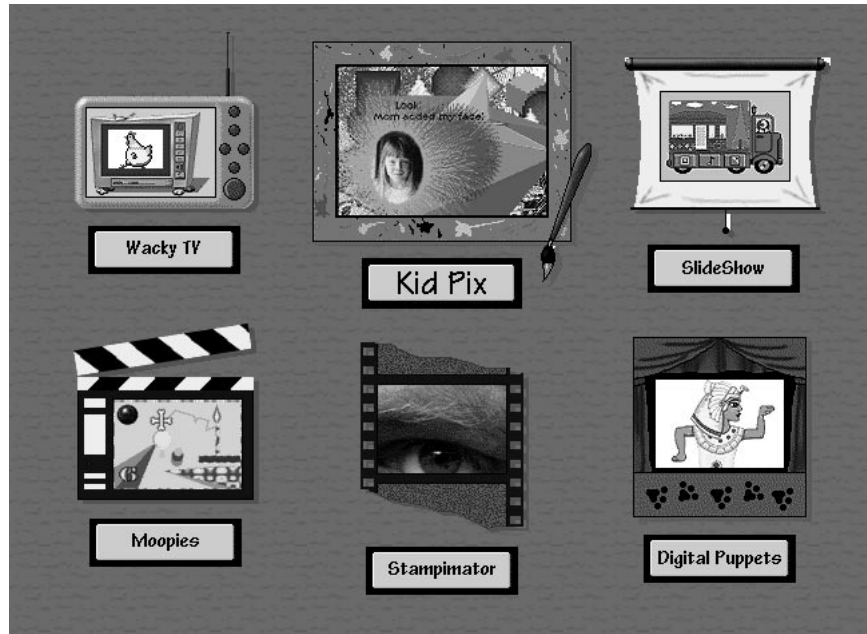 Look!
Mom added my face!
Wacky TV
Kid Pix
SlideShow
Moopies
Stampimator
Digital Puppets